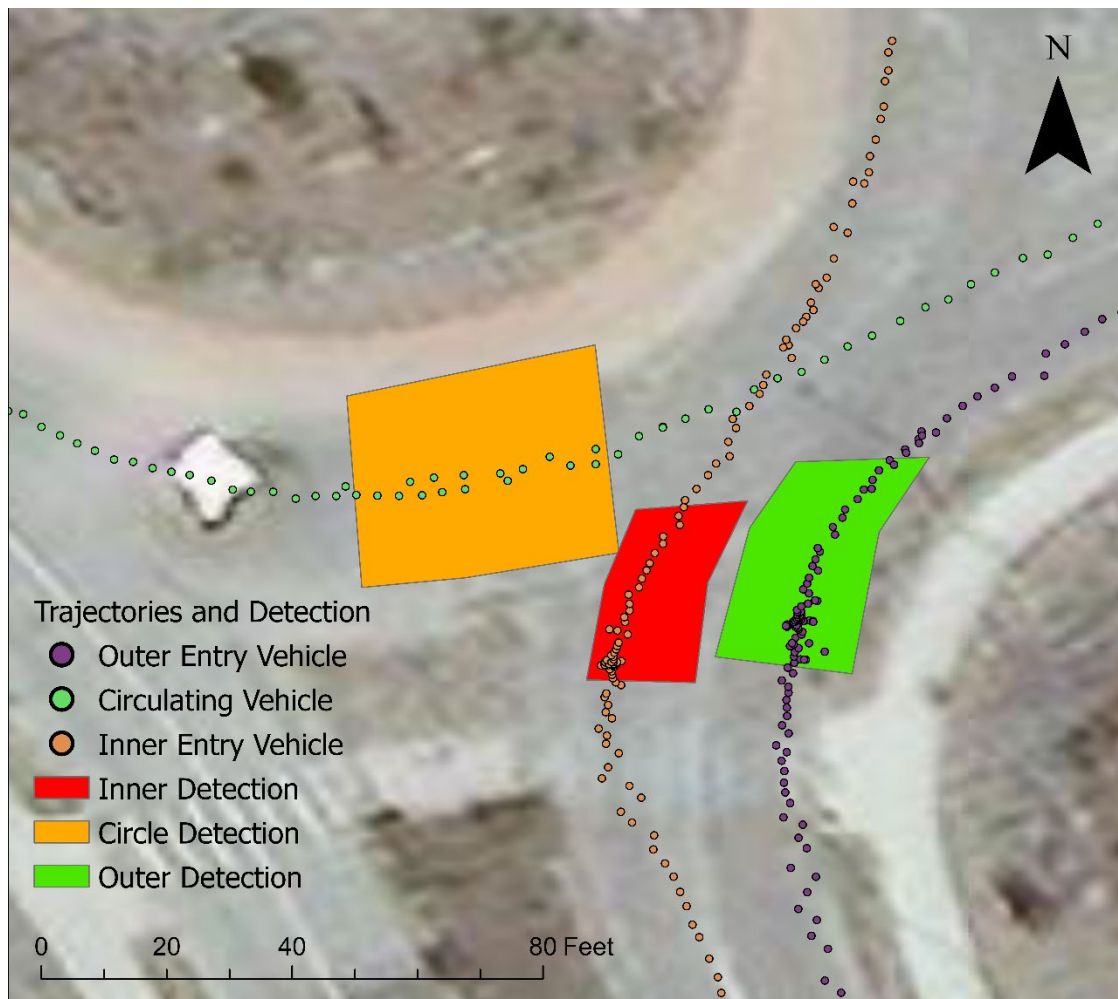 N
Trajectories and Detection
Outer Entry Vehicle
Circulating Vehicle
Inner Entry Vehicle
Inner Detection
Circle Detection
Outer Detection
0 20 40 80 Feet